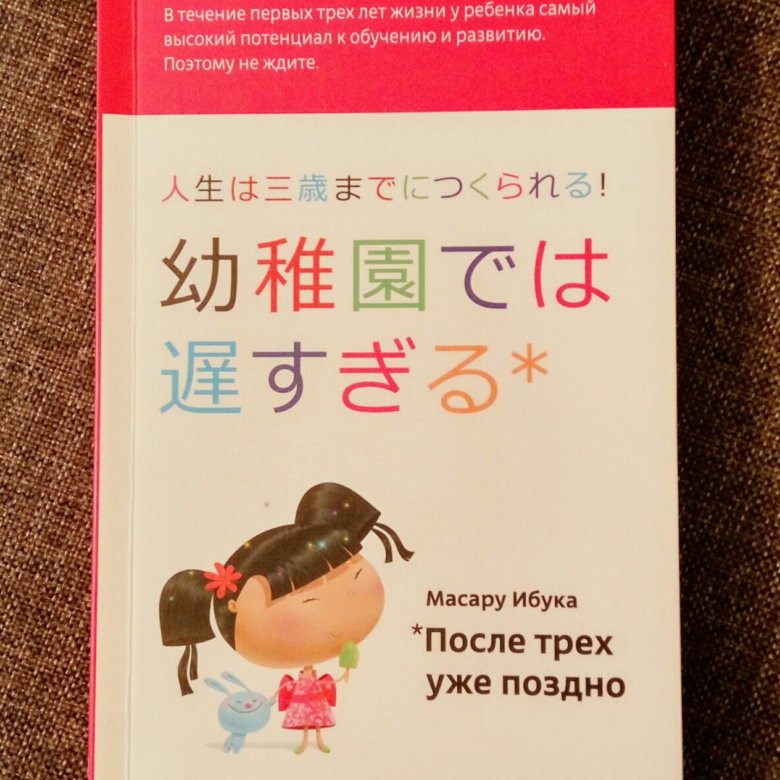 В течение первых трех лет жизни у ребенка самый
высокий потенциал к обучению и развитию.
Поэтому не ждите.
人生は三歳までにつくられる!
幼稚園では
遅すぎる*
Масару Ибука
*После трех
уже поздно